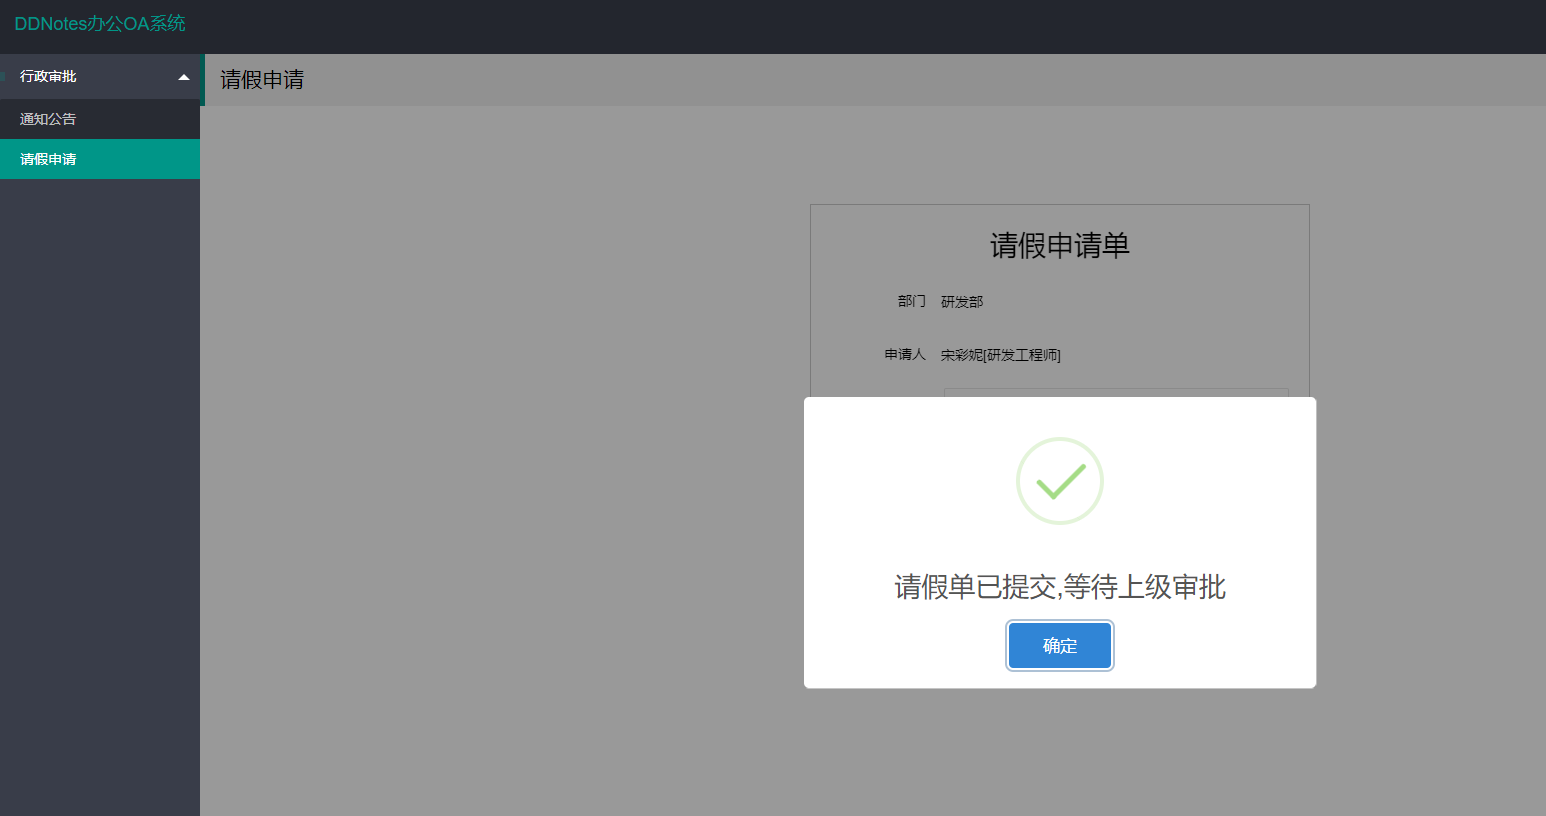 DDNotes办公OA系统
行政审批
通知公告
请假申请
请假申请
请假申请单
部门 研发部
申请人 宋彩妮[研发工程师]
请假单已提交,等待上级审批
确定